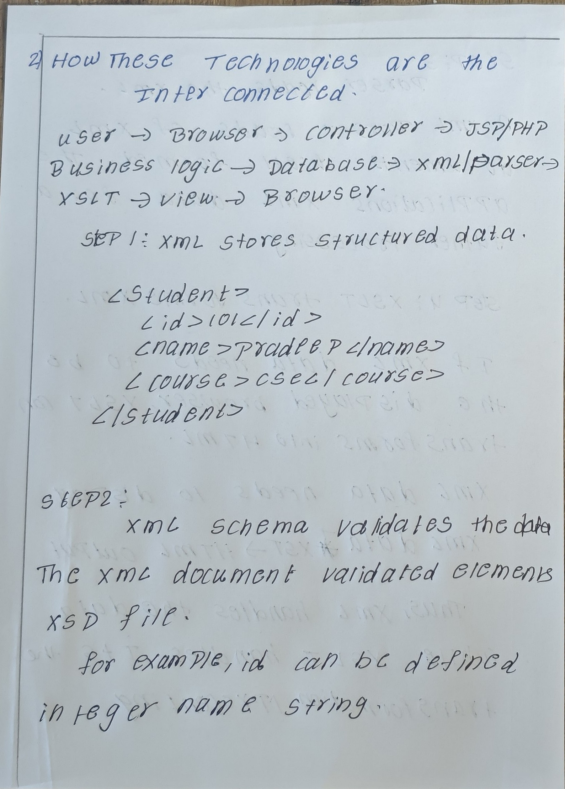 2) How These Technologies are the
Inter connected.
user → Browser → controller → JSP/PHP
Business logic → Database → xml/parser→
XSLT → view → Browser.
STEP 1: XML stores structured data.
<Student>
<id>101</id>
<name>Pradeep</name>
<course>CSE</course>
</Student>
STEP2:
XML schema validates the data
The XML document validated elements
XSD file.
for example, id can be defined
integer name string.